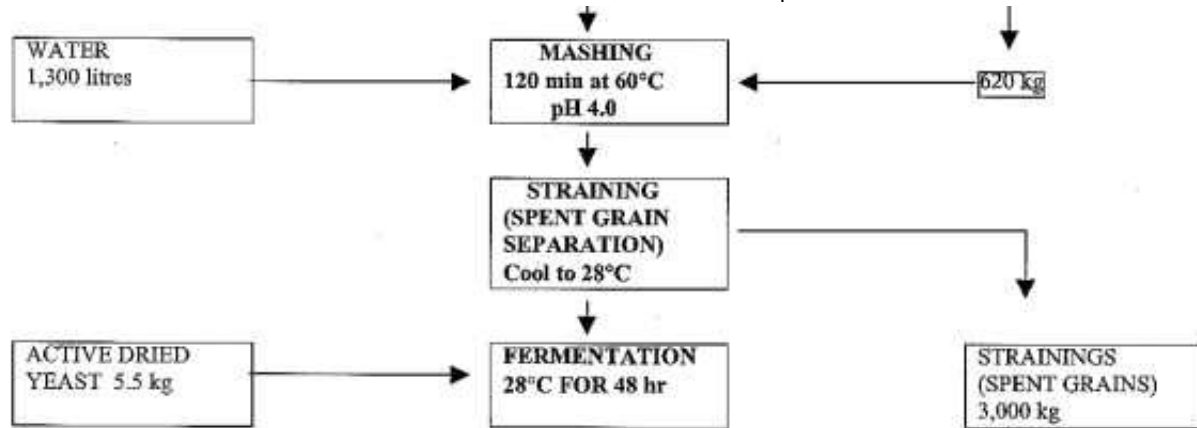 WATER
1,300 litres
MASHING
120 min at 60°C
pH 4.0
620 kg
STRAINING
(SPENT GRAIN
SEPARATION)
Cool to 28°C
ACTIVE DRIED
YEAST 5.5 kg
FERMENTATION
28°C FOR 48 hr
STRAININGS
(SPENT GRAINS)
3,000 kg